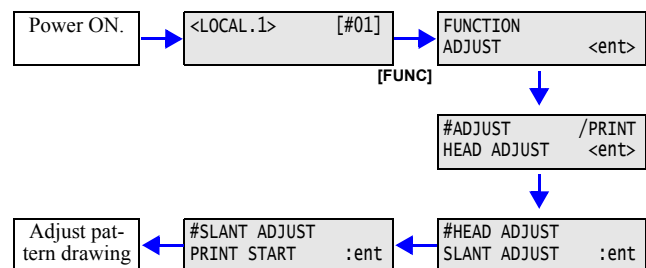 Power ON.
<LOCAL.1> [#01]
[FUNC]
FUNCTION
ADJUST <ent>
#ADJUST /PRINT
HEAD ADJUST <ent>
#HEAD ADJUST
SLANT ADJUST :ent
#SLANT ADJUST
PRINT START :ent
Adjust pat-
tern drawing